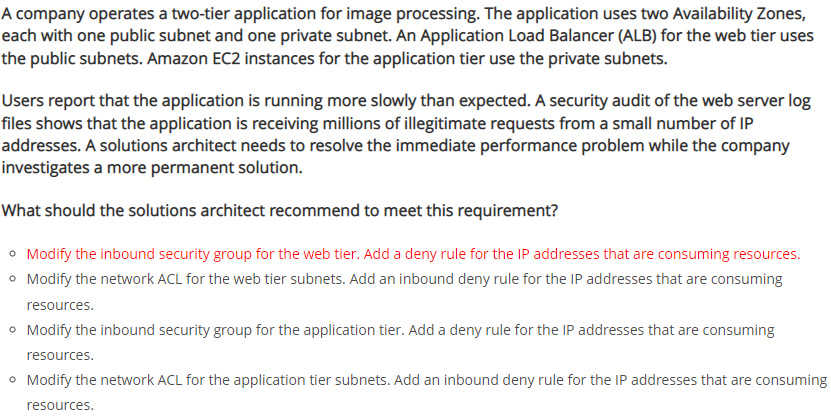 A company operates a two-tier application for image processing. The application uses two Availability Zones,
each with one public subnet and one private subnet. An Application Load Balancer (ALB) for the web tier uses
the public subnets. Amazon EC2 instances for the application tier use the private subnets.
Users report that the application is running more slowly than expected. A security audit of the web server log
files shows that the application is receiving millions of illegitimate requests from a small number of IP
addresses. A solutions architect needs to resolve the immediate performance problem while the company
investigates a more permanent solution.
What should the solutions architect recommend to meet this requirement?
Modify the inbound security group for the web tier. Add a deny rule for the IP addresses that are consuming resources.
Modify the network ACL for the web tier subnets. Add an inbound deny rule for the IP addresses that are consuming
resources.
Modify the inbound security group for the application tier. Add a deny rule for the IP addresses that are consuming
resources.
Modify the network ACL for the application tier subnets. Add an inbound deny rule for the IP addresses that are consuming
resources.